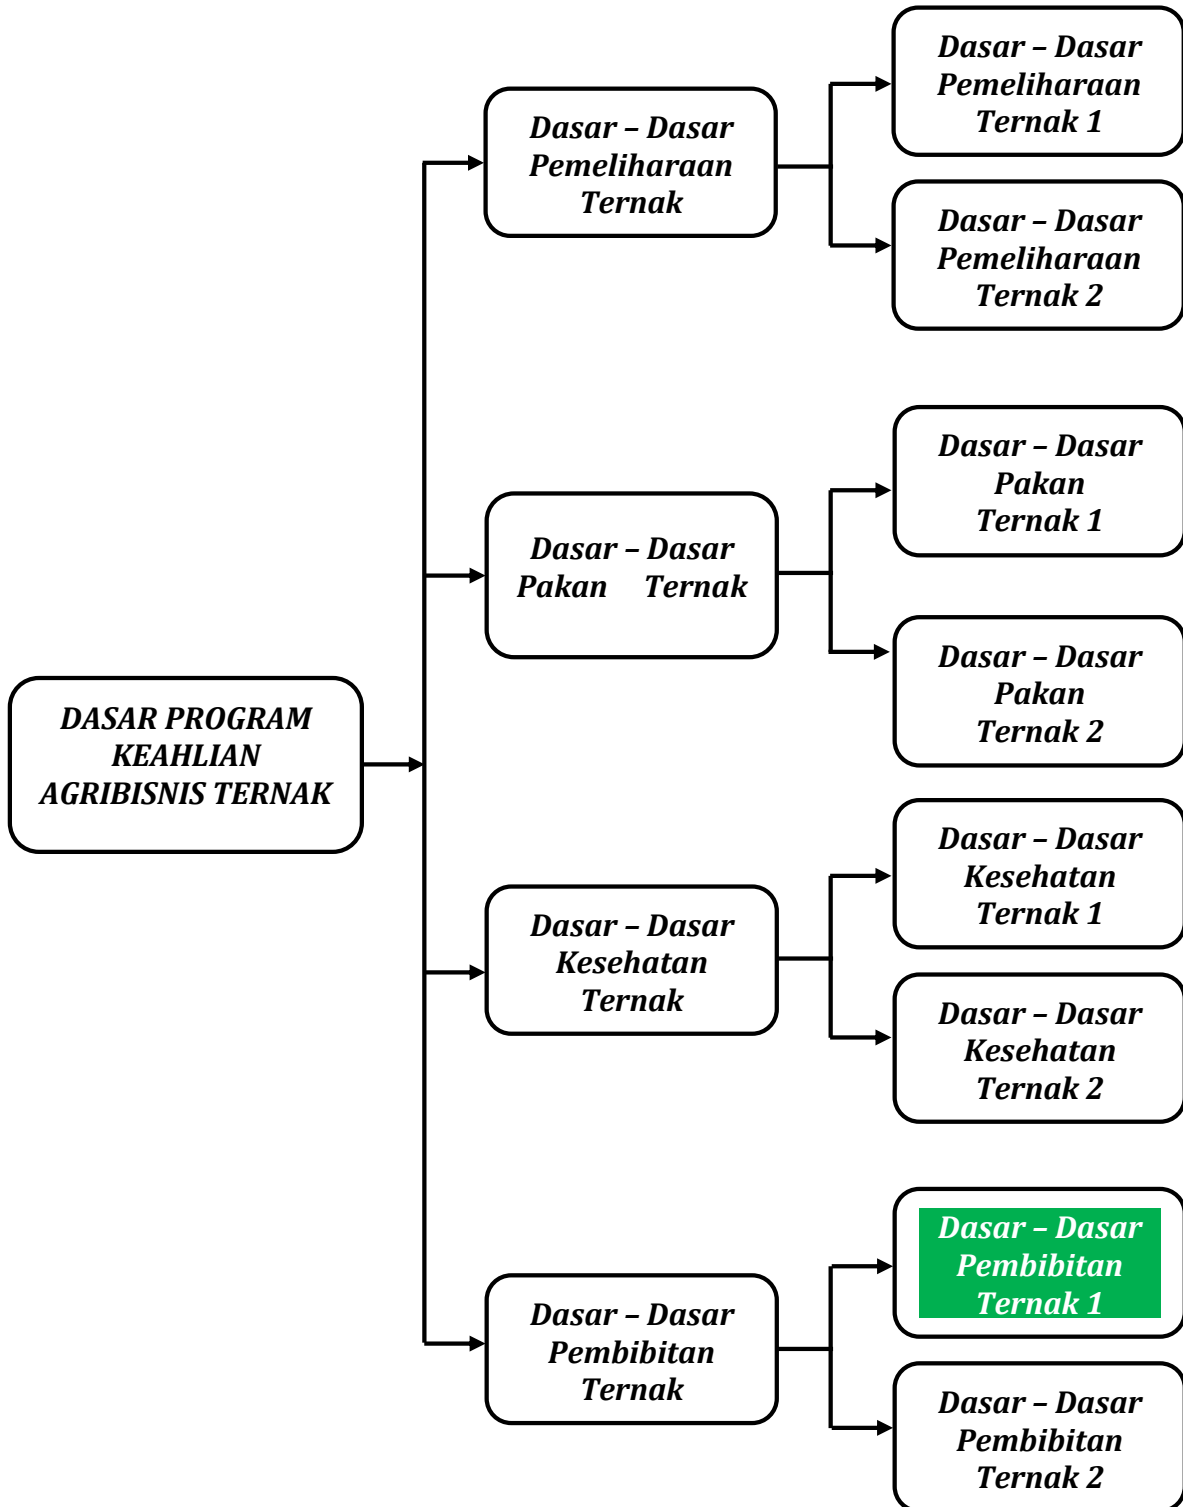 Dasar – Dasar
Pemeliharaan
Ternak 1
Dasar – Dasar
Pemeliharaan
Ternak
Dasar – Dasar
Pemeliharaan
Ternak 2
Dasar – Dasar
Pakan
Ternak 1
Dasar – Dasar
Pakan Ternak
Dasar – Dasar
Pakan
Ternak 2
DASAR PROGRAM
KEAHLIAN
AGRIBISNIS TERNAK
Dasar – Dasar
Kesehatan
Ternak 1
Dasar – Dasar
Kesehatan
Ternak
Dasar – Dasar
Kesehatan
Ternak 2
Dasar – Dasar
Pembibitan
Ternak 1
Dasar – Dasar
Pembibitan
Ternak
Dasar – Dasar
Pembibitan
Ternak 2